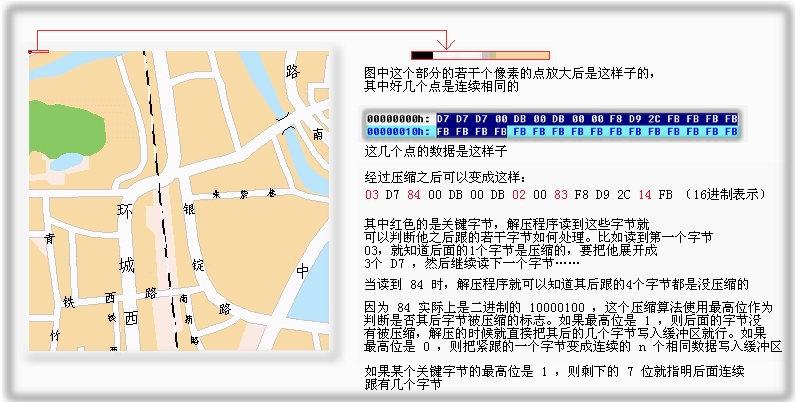 路
南
朱紫巷
环
银
青
城
锭
中
西
路
南
铁
西
路
竹
图中这个部分的若干个像素的点放大后是这样子的，
其中好几个点是连续相同的
00000000h: D7 D7 D7 00 DB 00 DB 00 00 F8 D9 2C FB FB FB FB
00000010h: FB FB FB FB FB FB FB FB FB FB FB FB FB FB FB FB
这几个点的数据是这样子
经过压缩之后可以变成这样：
03 D7 84 00 DB 00 DB 02 00 83 F8 D9 2C 14 FB （16进制表示）
其中红色的是关键字节，解压程序读到这些字节就
可以判断他之后跟的若干字节如何处理。比如读到第一个字节
03，就知道后面的1个字节是压缩的，要把他展开成
3个 D7 ，然后继续读下一个字节……
当读到 84 时，解压程序就可以知道其后跟的4个字节都是没压缩的
因为 84 实际上是二进制的 10000100 ，这个压缩算法使用最高位作为
判断是否其后字节被压缩的标志。如果最高位是 1 ，则后面的字节没
有被压缩，解压的时候就直接把其后的几个字节写入缓冲区就行。如果
最高位是 0 ，则把紧跟的一个字节变成连续的 n 个相同数据写入缓冲区
如果某个关键字节的最高位是 1 ，则剩下的 7 位就指明后面连续
跟有几个字节